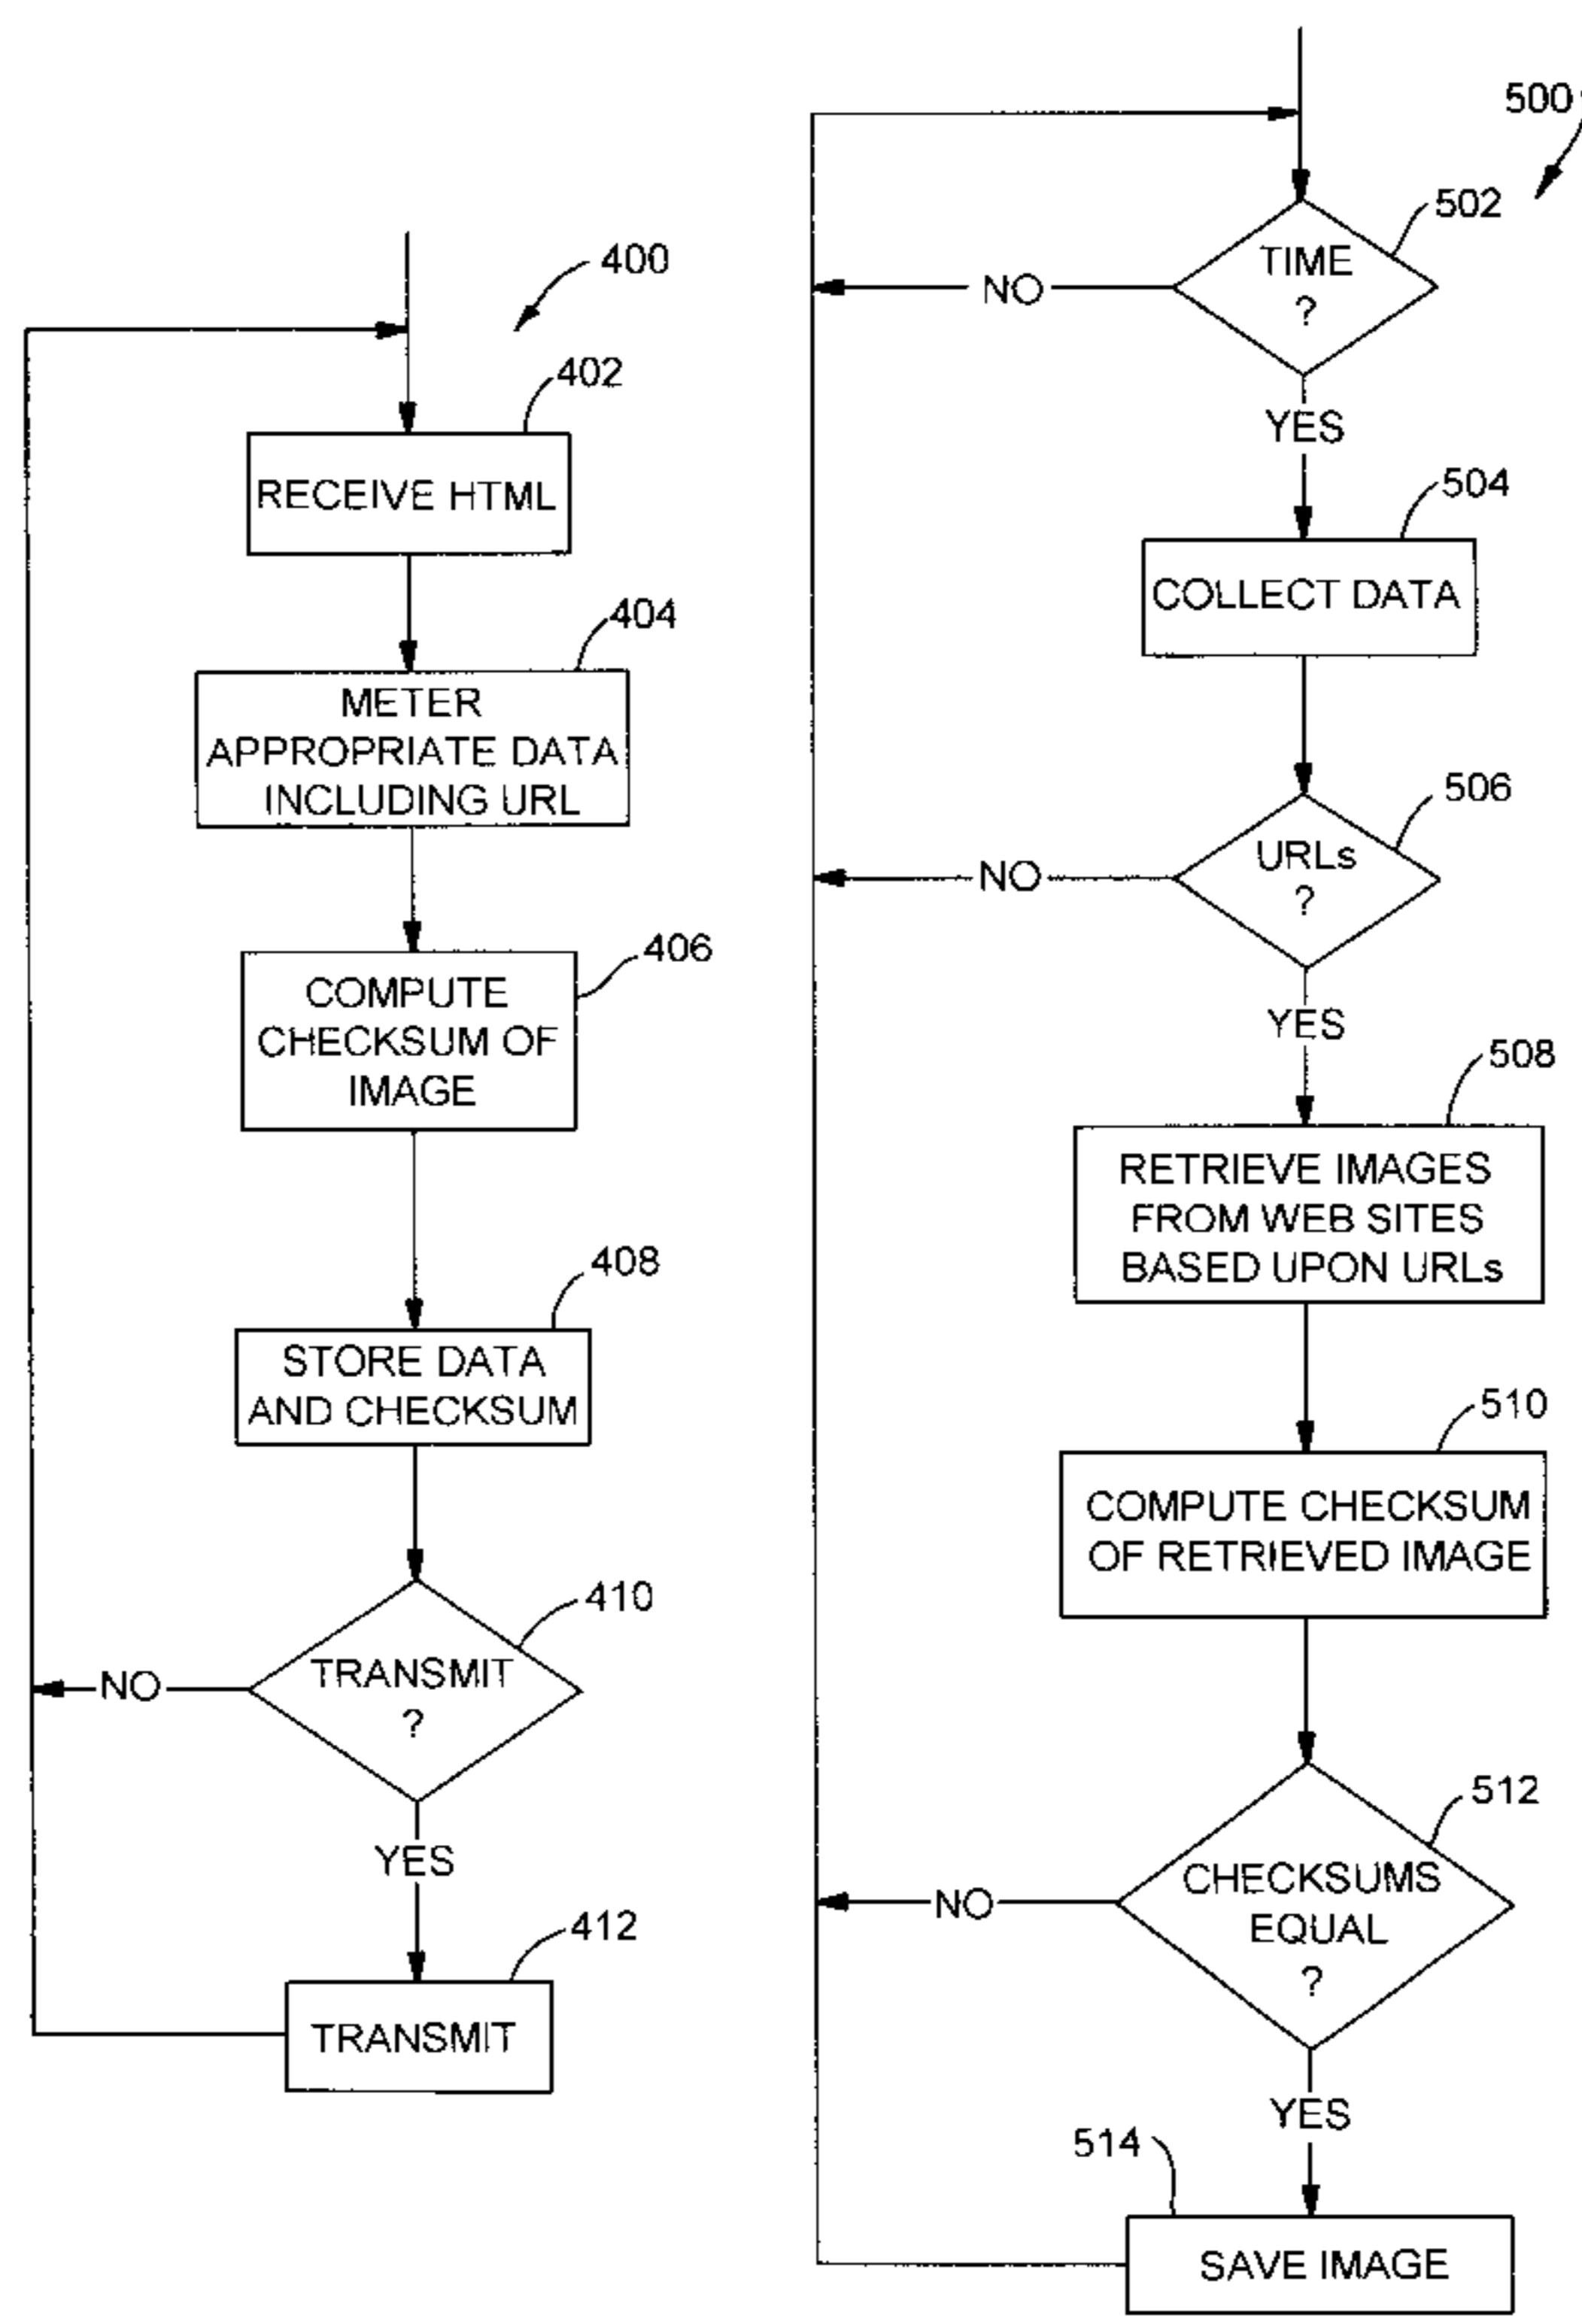 400
402
RECEIVE HTML
404
METER
APPROPRIATE DATA
INCLUDING URL
406
COMPUTE
CHECKSUM OF
IMAGE
408
STORE DATA
AND CHECKSUM
410
TRANSMIT
?
NO
YES
412
TRANSMIT
500
502
TIME
?
NO
YES
504
COLLECT DATA
506
URLs
?
NO
YES
508
RETRIEVE IMAGES
FROM WEB SITES
BASED UPON URLs
510
COMPUTE CHECKSUM
OF RETRIEVED IMAGE
512
CHECKSUMS
EQUAL
?
NO
YES
514
SAVE IMAGE